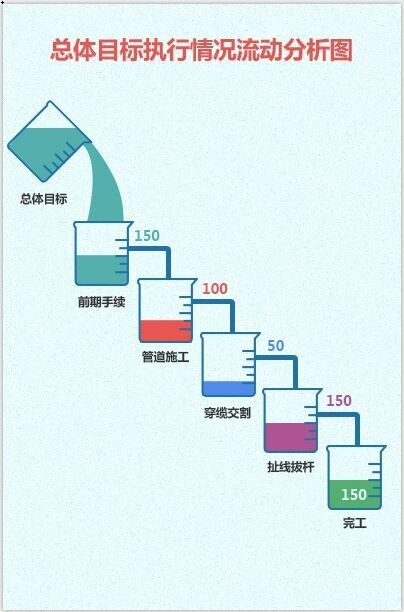 总体目标执行情况流动分析图
总体目标
150
前期手续
100
管道施工
50
穿缆交割
150
扯线拔杆
150
完工